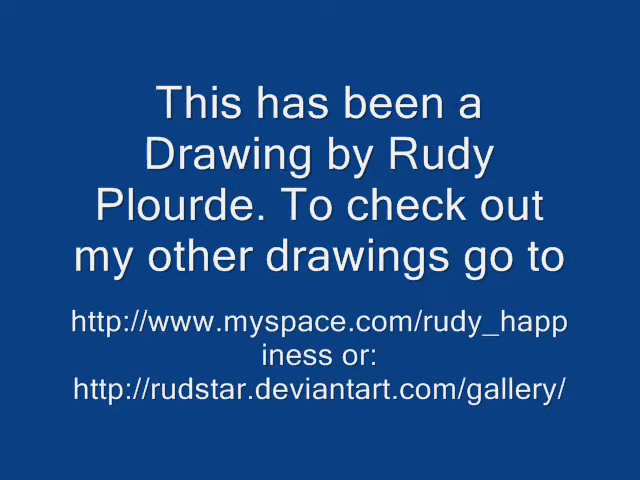 This has been a
Drawing by Rudy
Plourde. To check out
my other drawings go to
http://www.myspace.com/rudy_happ
iness or:
http://rudstar.deviantart.com/gallery/